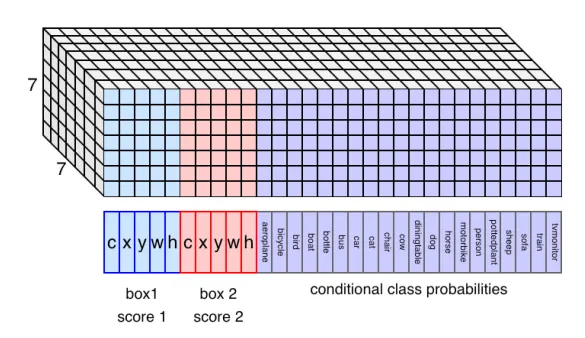 7
7
c x y w h c x y w h aeroplane bicycle bird boat bottle bus car cat chair cow diningtable dog horse motorbike person pottedplant sheep sofa train tvmonitor
box1 box 2 conditional class probabilities
score 1 score 2